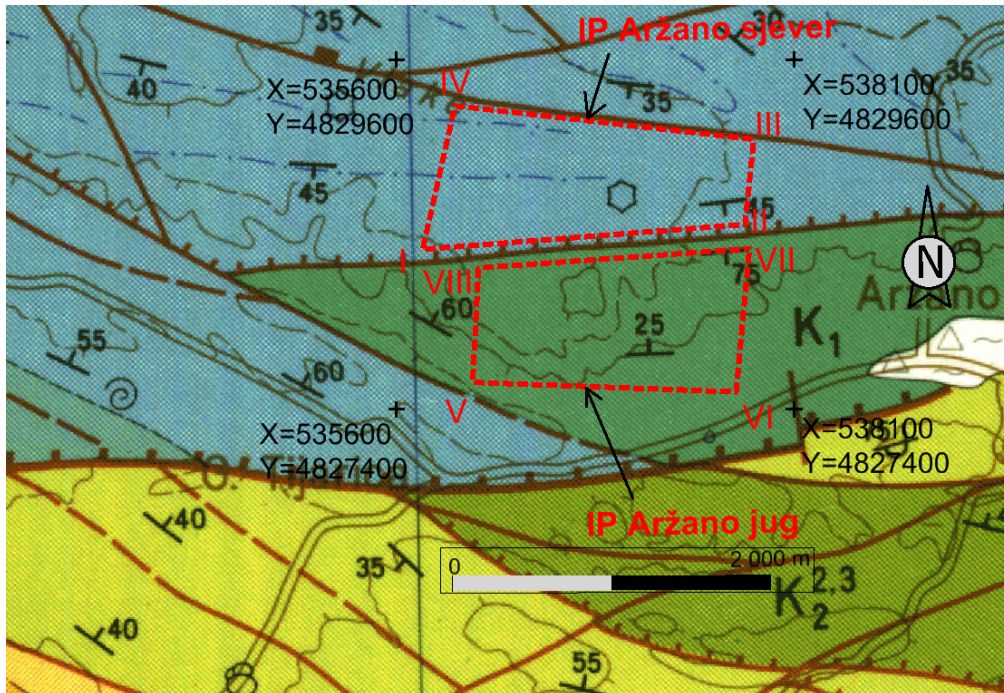 35
IP Aržano sjever
30
40
X=535600
Y=4829600
IV
35
X=538100
Y=4829600
35
III
45
45
II
I
VIII
VII
75
N
60
25
K₁
Aržano
55
60
V
VI
X=535600
Y=4827400
X=538100
Y=4827400
40
IP Aržano jug
35
0
2 000 m
K₂²,³
40
55